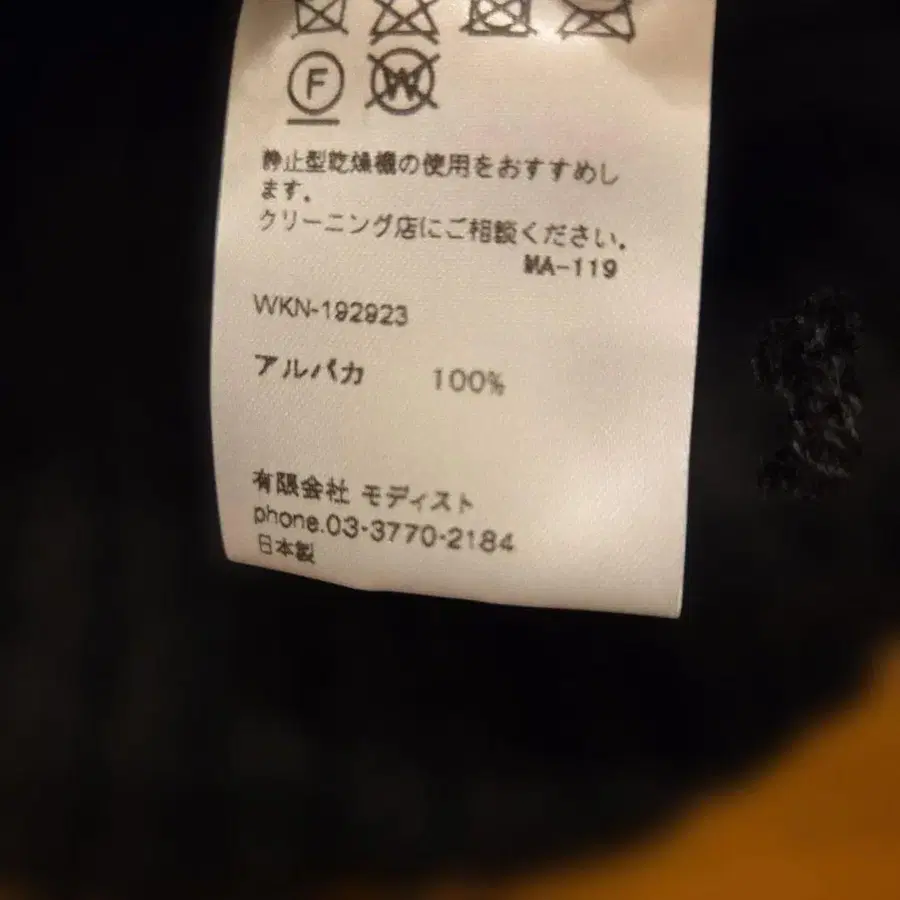 F W
静止型乾燥機の使用をおすすめし
ます。
クリーニング店にご相談ください。
MA-119
WKN-192923
アルパカ 100%
有限会社 モディスト
phone.03-3770-2184
日本製